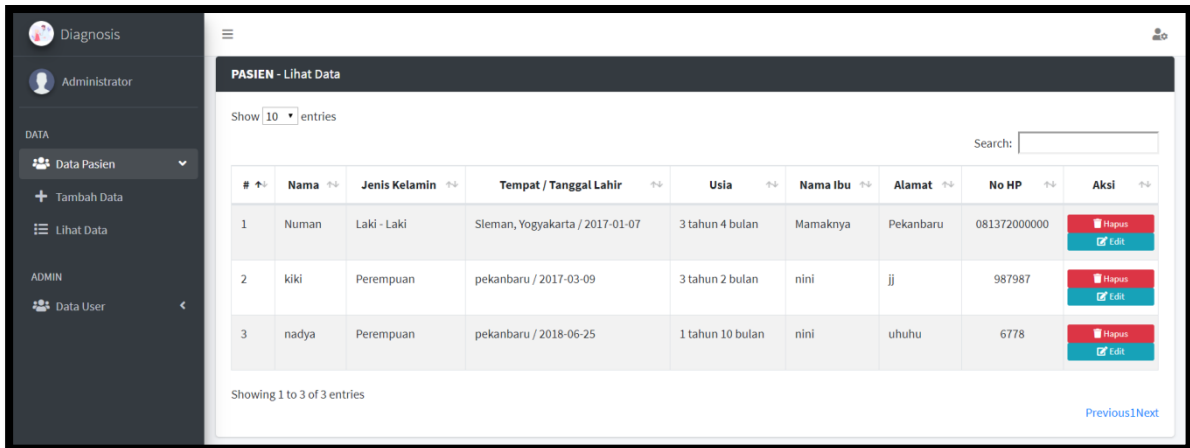 Diagnosis
Administrator
DATA
Data Pasien
Tambah Data
Lihat Data
ADMIN
Data User
PASIEN - Lihat Data
Show 10 entries
Search:
# Nama Jenis Kelamin Tempat / Tanggal Lahir Usia Nama Ibu Alamat No HP Aksi
1 Numan Laki - Laki Sleman, Yogyakarta / 2017-01-07 3 tahun 4 bulan Mamaknya Pekanbaru 081372000000 Hapus
Edit
2 kiki Perempuan pekanbaru / 2017-03-09 3 tahun 2 bulan nini jj 987987 Hapus
Edit
3 nadya Perempuan pekanbaru / 2018-06-25 1 tahun 10 bulan nini uhuhu 6778 Hapus
Edit
Showing 1 to 3 of 3 entries
Previous1Next